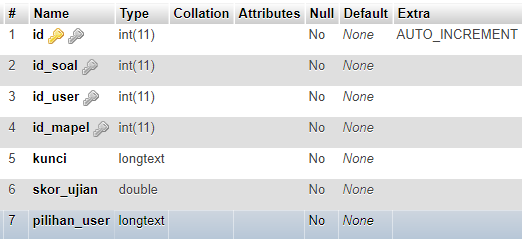 # Name Type Collation Attributes Null Default Extra
1 id int(11) No None AUTO_INCREMENT
2 id_soal int(11) No None
3 id_user int(11) No None
4 id_mapel int(11) No None
5 kunci longtext No None
6 skor_ujian double No None
7 pilihan_user longtext No None